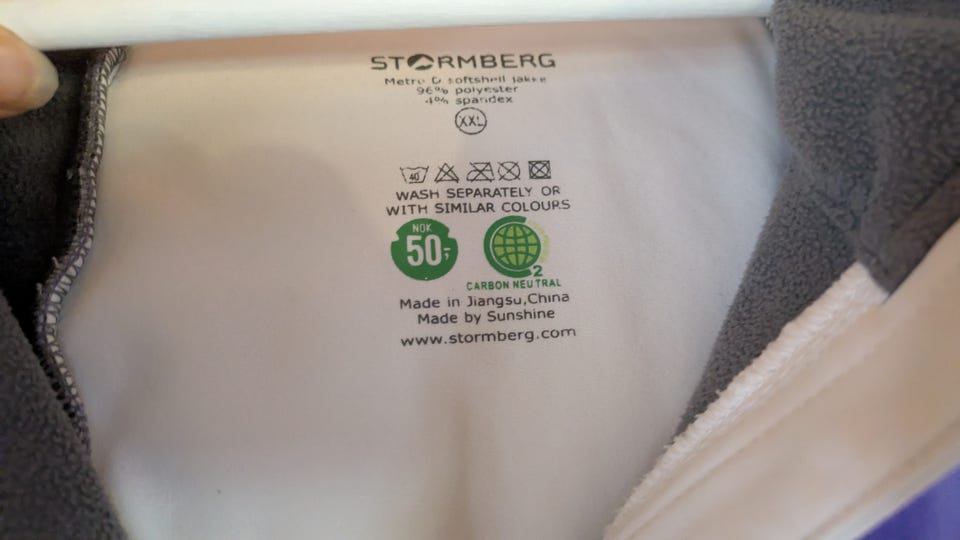 STORMBERG
Metro D softshell jakke
96% polyester
4% spandex
XXL
40
WASH SEPARATELY OR
WITH SIMILAR COLOURS
NOK
50,-
2
CARBON NEUTRAL
Made in Jiangsu,China
Made by Sunshine
www.stormberg.com